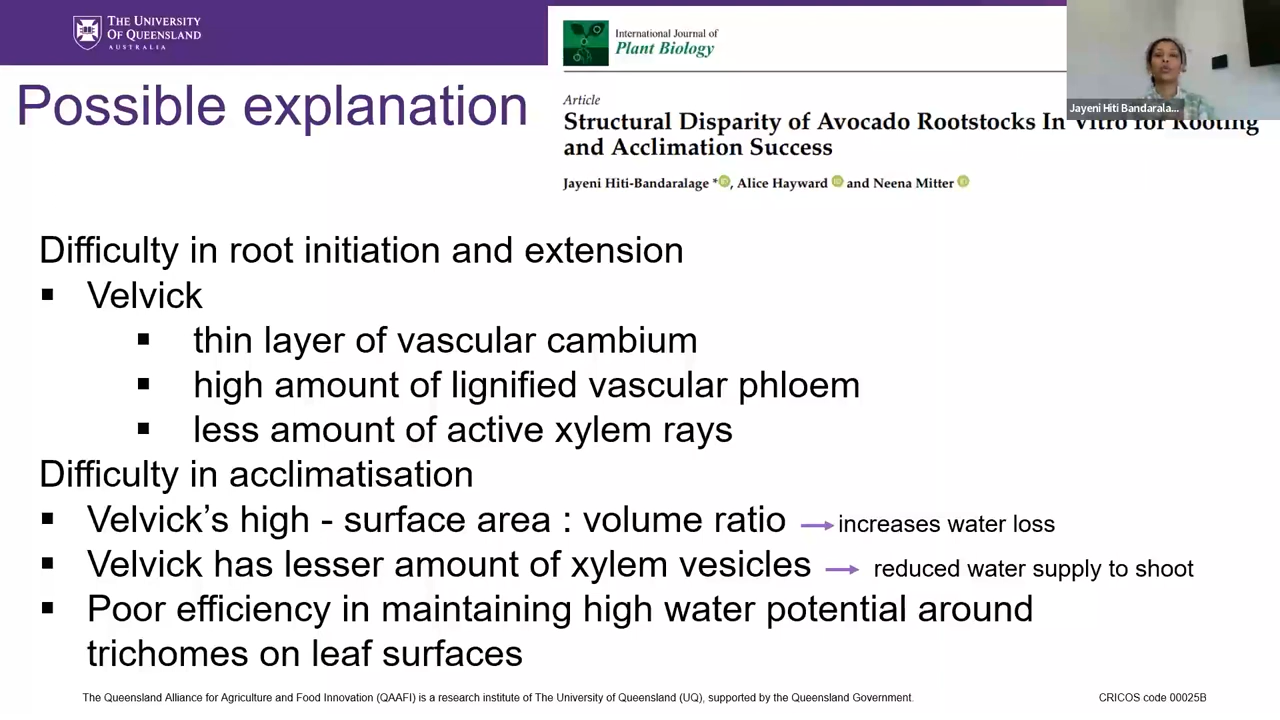 THE UNIVERSITY
OF QUEENSLAND
AUSTRALIA
International Journal of
Plant Biology
Jayeni Hiti Bandarala...
Possible explanation
Article
Structural Disparity of Avocado Rootstocks In Vitro for Rooting
and Acclimation Success
Jayeni Hiti-Bandaralage *, Alice Hayward and Neena Mitter
Difficulty in root initiation and extension
▪ Velvick
▪ thin layer of vascular cambium
▪ high amount of lignified vascular phloem
▪ less amount of active xylem rays
Difficulty in acclimatisation
▪ Velvick’s high - surface area : volume ratio → increases water loss
▪ Velvick has lesser amount of xylem vesicles → reduced water supply to shoot
▪ Poor efficiency in maintaining high water potential around
trichomes on leaf surfaces
The Queensland Alliance for Agriculture and Food Innovation (QAAFI) is a research institute of The University of Queensland (UQ), supported by the Queensland Government.
CRICOS code 00025B